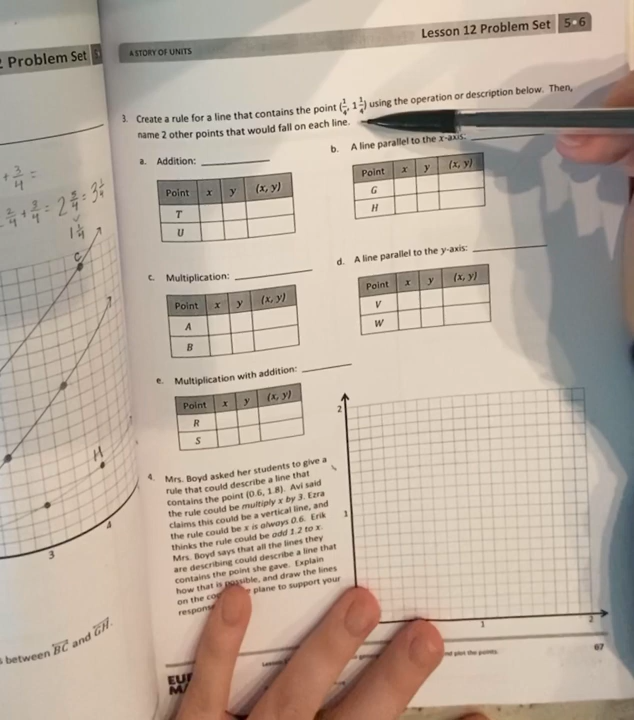 Problem Set 5
+ 3/4 =
+ 3/4 = 2 5/4 = 3 1/4
1 1/4
C
H
3
4
between BC and GH.
Lesson 12 Problem Set 5•6
A STORY OF UNITS
3. Create a rule for a line that contains the point (1/4, 1 1/4) using the operation or description below. Then,
name 2 other points that would fall on each line.
a. Addition: __________
Point x y (x, y)
T
U
b. A line parallel to the x-axis: __________
Point x y (x, y)
G
H
c. Multiplication: __________
Point x y (x, y)
A
B
d. A line parallel to the y-axis: __________
Point x y (x, y)
V
W
e. Multiplication with addition: __________
Point x y (x, y)
R
S
4. Mrs. Boyd asked her students to give a
rule that could describe a line that
contains the point (0.6, 1.8). Avi said
the rule could be multiply x by 3. Ezra
claims this could be a vertical line, and
the rule could be x is always 0.6. Erik
thinks the rule could be add 1.2 to x.
Mrs. Boyd says that all the lines they
are describing could describe a line that
contains the point she gave. Explain
how that is possible, and draw the lines
on the plane to support your
2
1
1
2
67